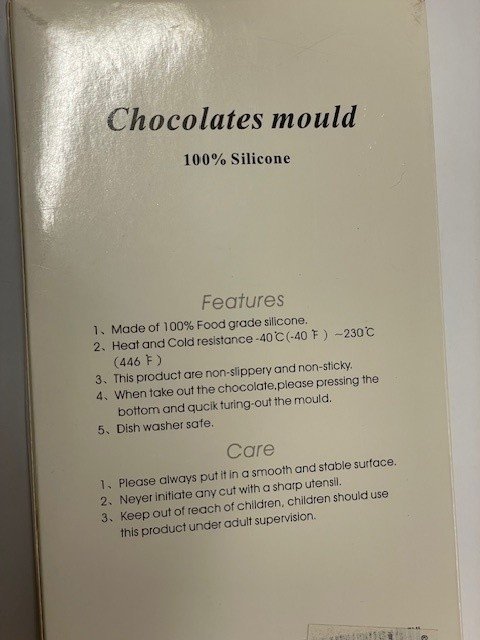 Chocolates mould
100% Silicone
Features
1、Made of 100% Food grade silicone.
2、Heat and Cold resistance -40℃(-40℉) ~230℃
(446℉)
3、This product are non-slippery and non-sticky.
4、When take out the chocolate,please pressing the
bottom and qucik turing-out the mould.
5、Dish washer safe.
Care
1、Please always put it in a smooth and stable surface.
2、Neyer initiate any cut with a sharp utensil.
3、Keep out of reach of children, children should use
this product under adult supervision.